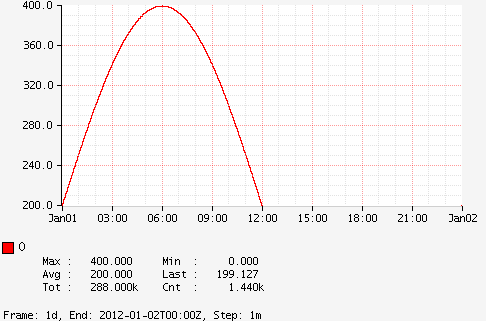 400.0
360.0
320.0
280.0
240.0
200.0
Jan01 03:00 06:00 09:00 12:00 15:00 18:00 21:00 Jan02
0
Max : 400.000 Min : 0.000
Avg : 200.000 Last : 199.127
Tot : 288.000k Cnt : 1.440k
Frame: 1d, End: 2012-01-02T00:00Z, Step: 1m